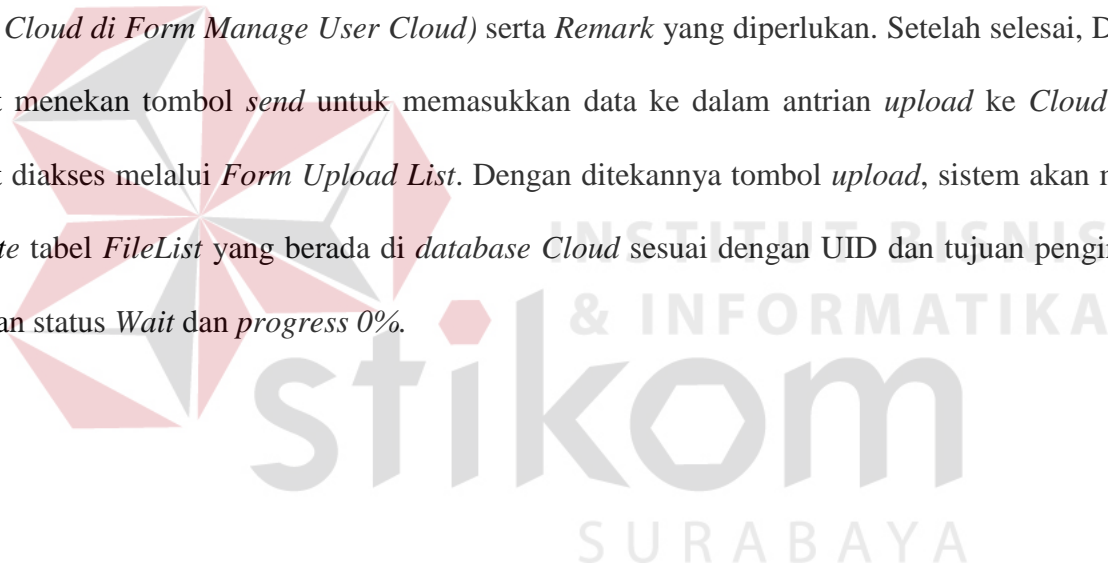 Cloud di Form Manage User Cloud) serta Remark yang diperlukan. Setelah selesai, D
t menekan tombol send untuk memasukkan data ke dalam antrian upload ke Cloud
t diakses melalui Form Upload List. Dengan ditekannya tombol upload, sistem akan
te tabel FileList yang berada di database Cloud sesuai dengan UID dan tujuan
an status Wait dan progress 0%.
INSTITUT BISNIS
& INFORMATIKA
stikom
SURABAYA